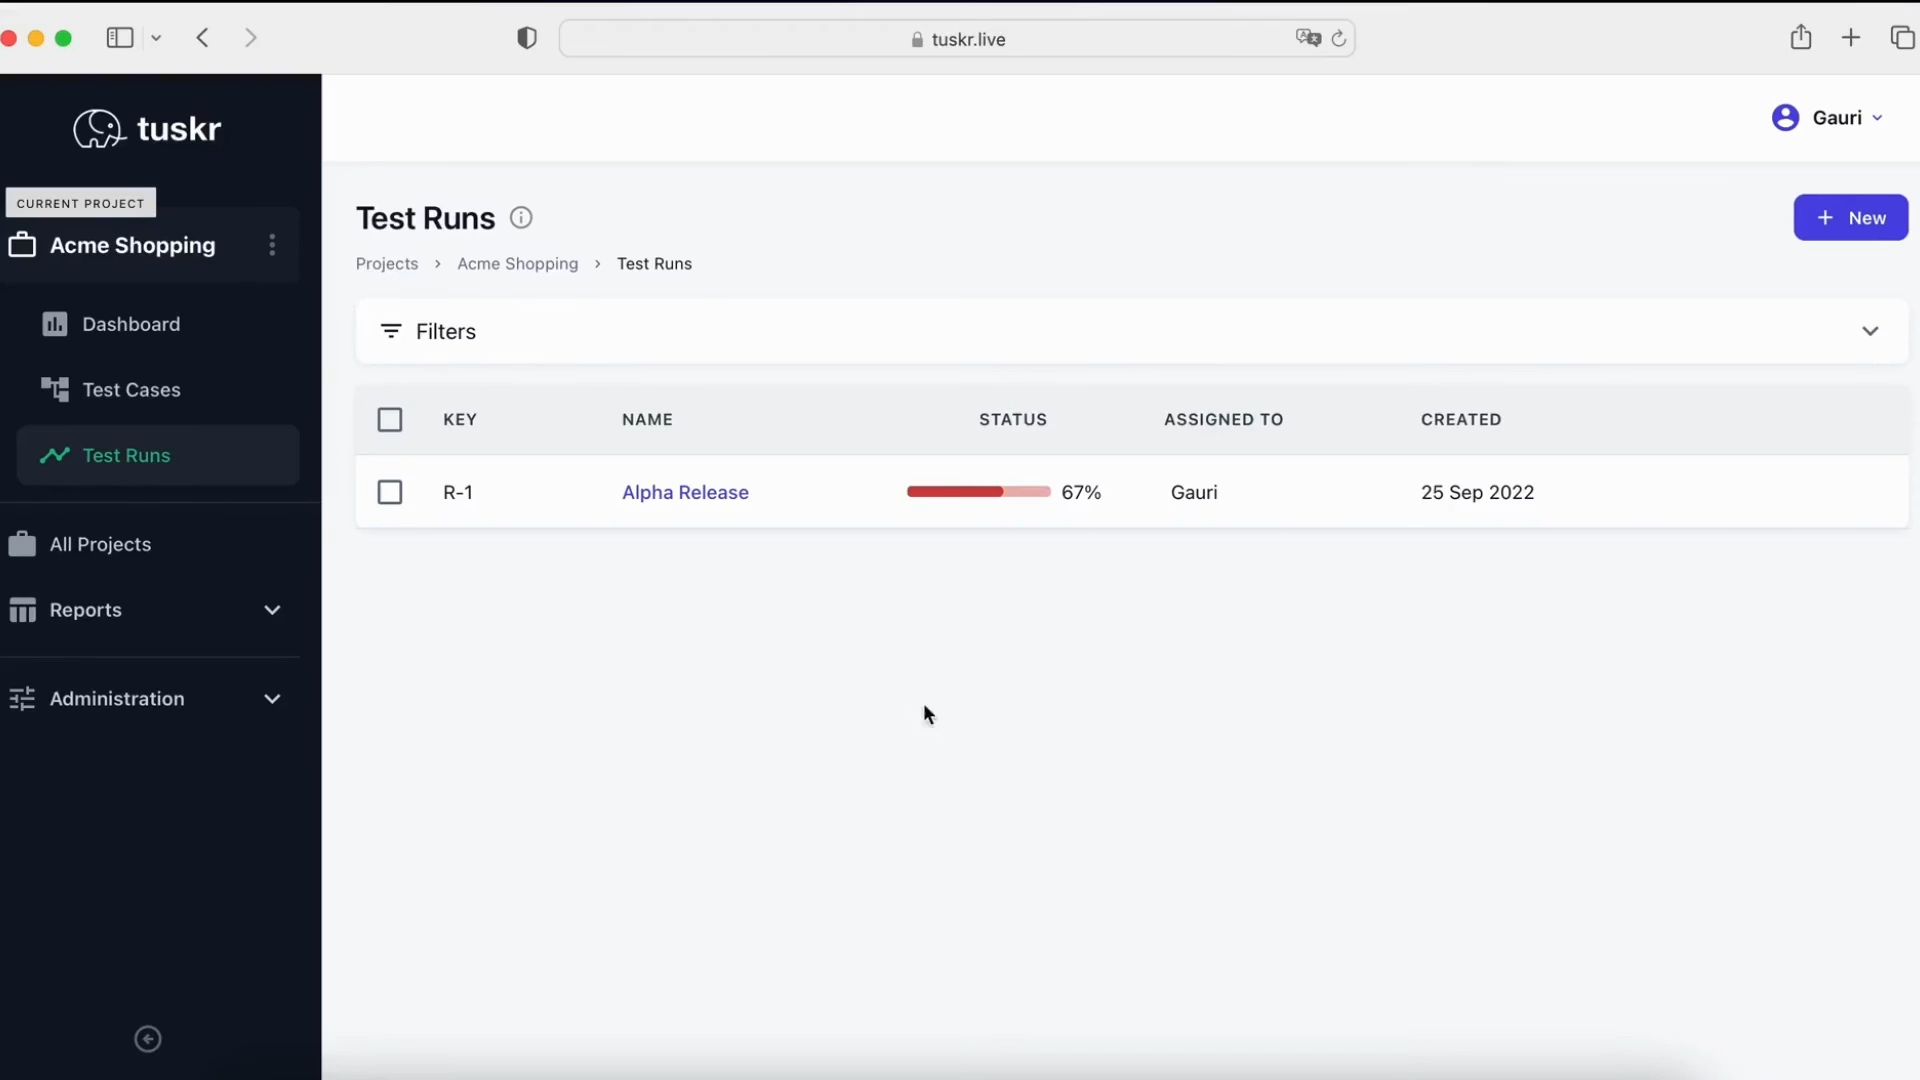 tuskr.live
tuskr
Gauri
CURRENT PROJECT
Acme Shopping
Dashboard
Test Cases
Test Runs
All Projects
Reports
Administration
Test Runs
+ New
Projects > Acme Shopping > Test Runs
Filters
KEY NAME STATUS ASSIGNED TO CREATED
R-1 Alpha Release 67% Gauri 25 Sep 2022